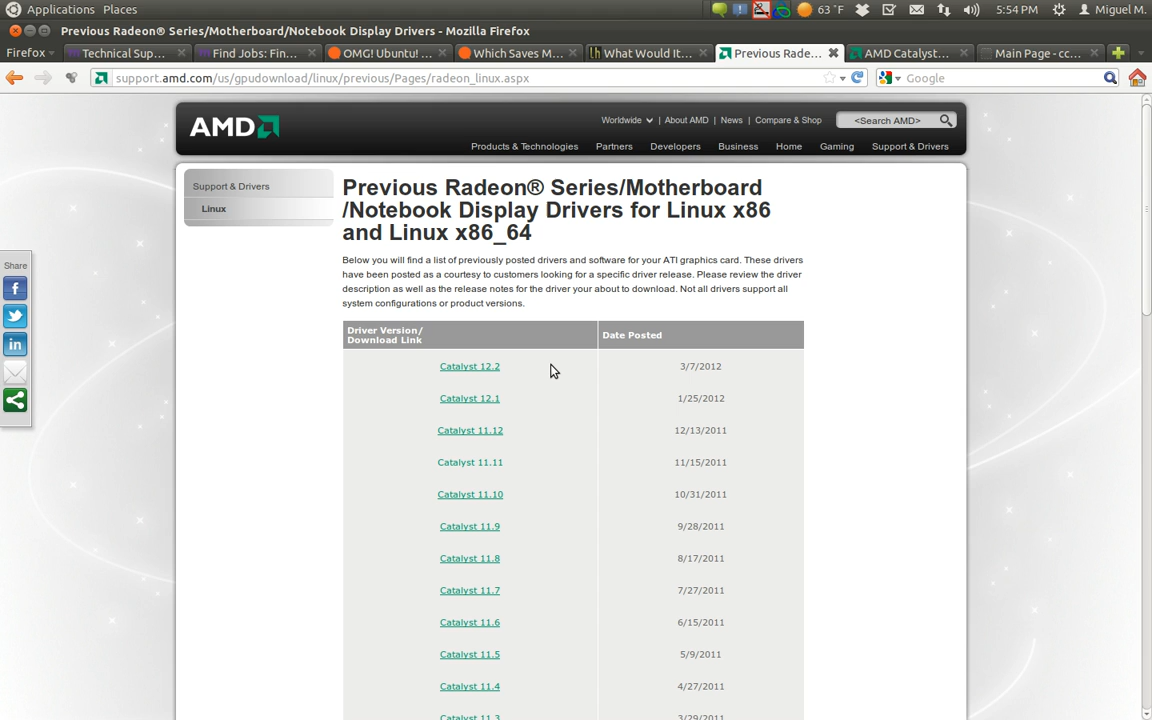 Applications Places 63 °F 5:54 PM Miguel M.
Previous Radeon® Series/Motherboard/Notebook Display Drivers - Mozilla Firefox
Firefox Technical Sup... Find Jobs: Fin... OMG! Ubuntu! ... Which Saves M... What Would It... Previous Rade... AMD Catalyst... Main Page - cc...
support.amd.com/us/gpudownload/linux/previous/Pages/radeon_linux.aspx Google
AMD
Worldwide | About AMD | News | Compare & Shop <Search AMD>
Products & Technologies Partners Developers Business Home Gaming Support & Drivers
Support & Drivers
Linux
Share
Previous Radeon® Series/Motherboard
/Notebook Display Drivers for Linux x86
and Linux x86_64
Below you will find a list of previously posted drivers and software for your ATI graphics card. These drivers
have been posted as a courtesy to customers looking for a specific driver release. Please review the driver
description as well as the release notes for the driver your about to download. Not all drivers support all
system configurations or product versions.
Driver Version/
Download Link Date Posted
Catalyst 12.2 3/7/2012
Catalyst 12.1 1/25/2012
Catalyst 11.12 12/13/2011
Catalyst 11.11 11/15/2011
Catalyst 11.10 10/31/2011
Catalyst 11.9 9/28/2011
Catalyst 11.8 8/17/2011
Catalyst 11.7 7/27/2011
Catalyst 11.6 6/15/2011
Catalyst 11.5 5/9/2011
Catalyst 11.4 4/27/2011
Catalyst 11.3 3/29/2011